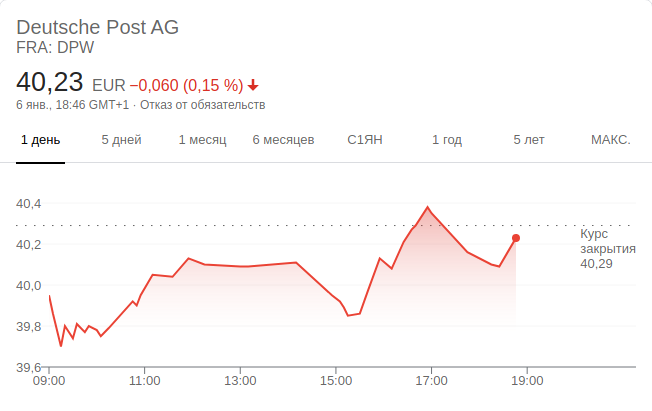 Deutsche Post AG
FRA: DPW
40,23 EUR −0,060 (0,15 %)
6 янв., 18:46 GMT+1 · Отказ от обязательств
1 день 5 дней 1 месяц 6 месяцев С1ЯН 1 год 5 лет МАКС.
40,4
Курс
закрытия
40,29
40,2
40,0
39,8
39,6
09:00 11:00 13:00 15:00 17:00 19:00